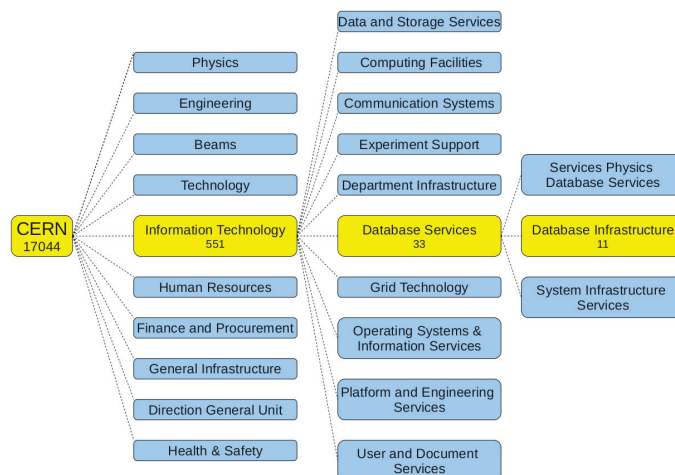 CERN
17044
Physics
Engineering
Beams
Technology
Information Technology
551
Human Resources
Finance and Procurement
General Infrastructure
Direction General Unit
Health & Safety
Data and Storage Services
Computing Facilities
Communication Systems
Experiment Support
Department Infrastructure
Database Services
33
Grid Technology
Operating Systems &
Information Services
Platform and Engineering
Services
User and Document
Services
Services Physics
Database Services
Database Infrastructure
11
System Infrastructure
Services